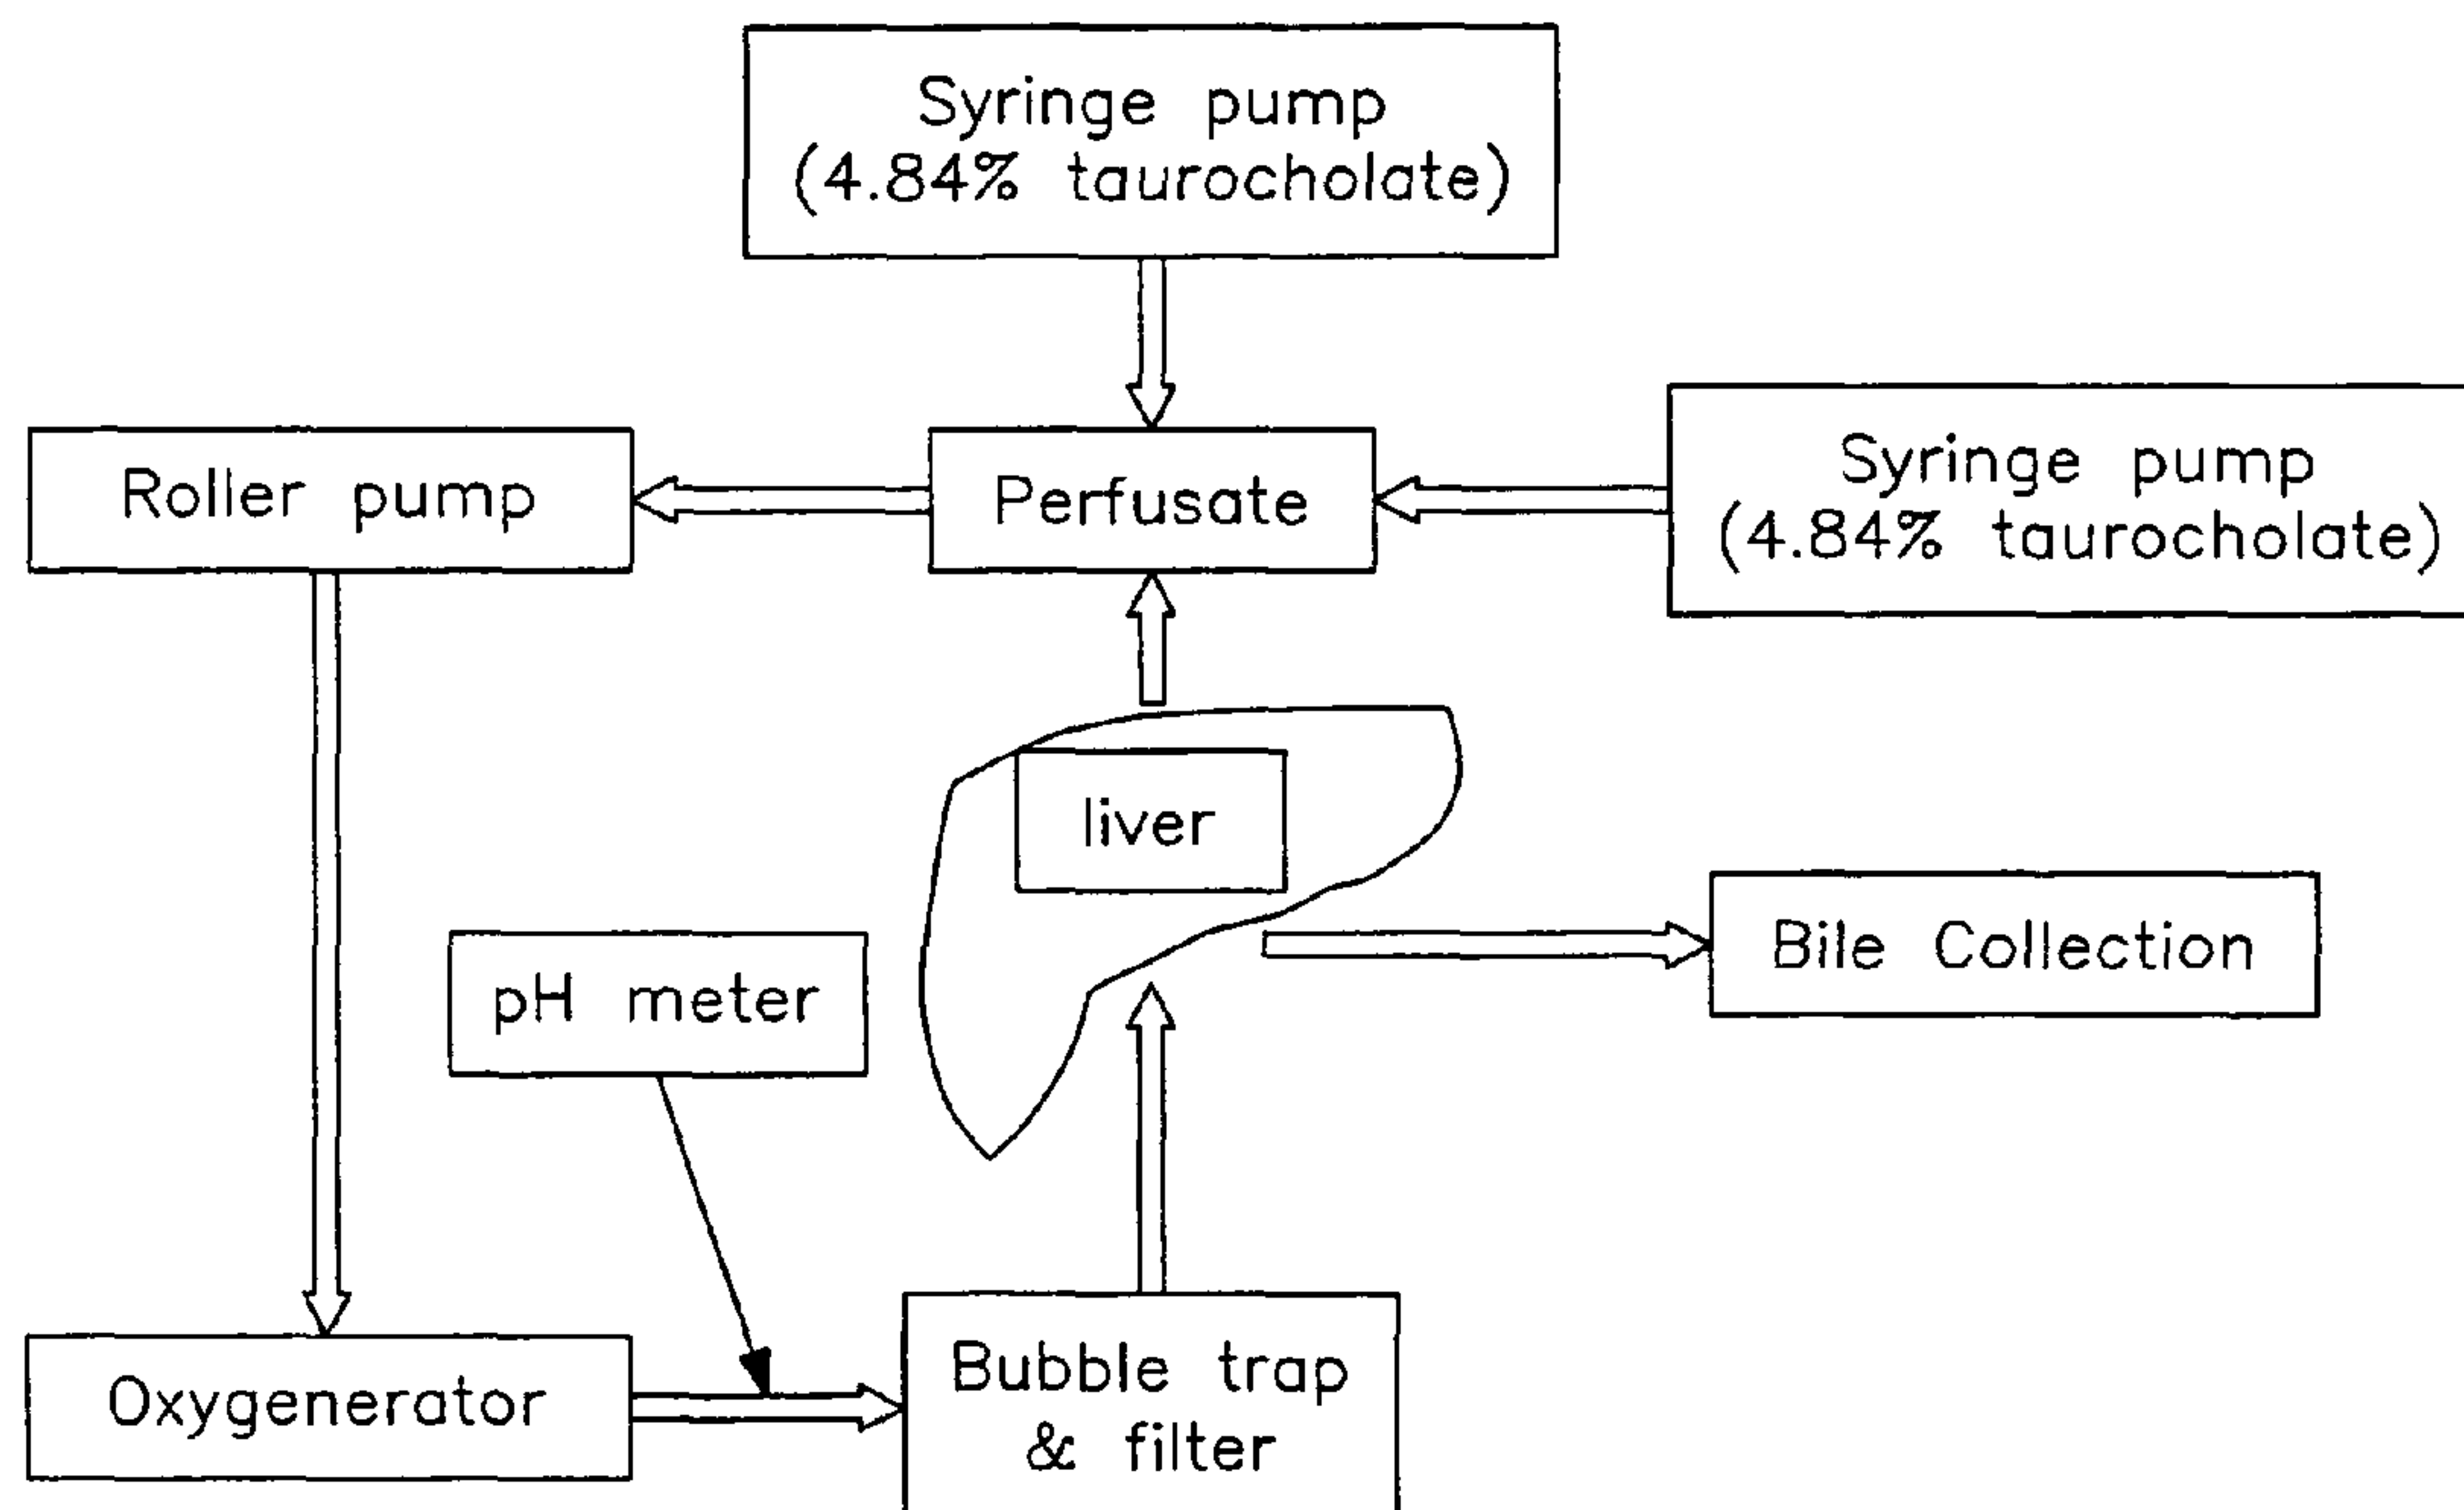 Syringe pump
(4.84% taurocholate)
Roller pump
Perfusate
Syringe pump
(4.84% taurocholate)
liver
Bile Collection
pH meter
Oxygenerator
Bubble trap
& filter